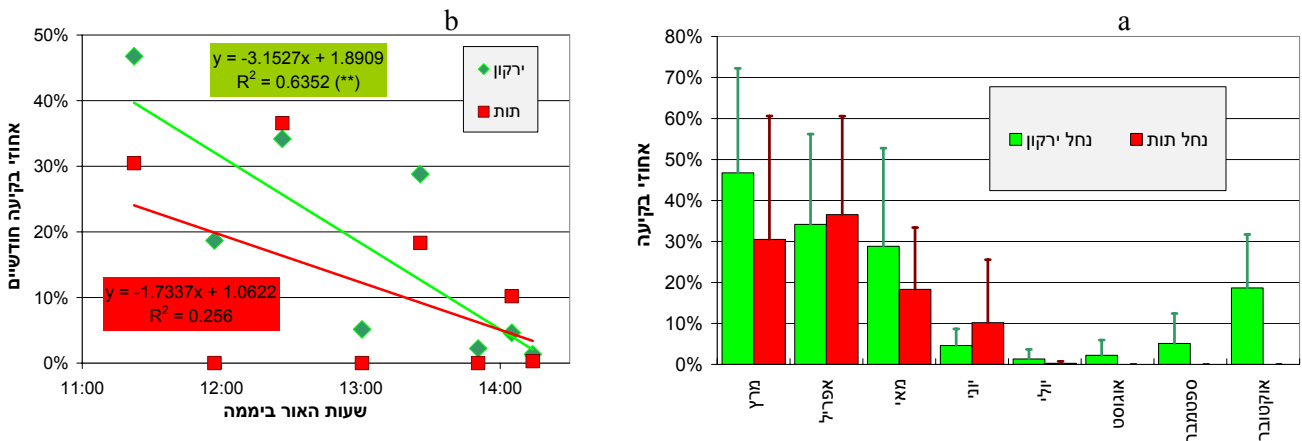 b
50%
40%
30%
20%
10%
0%
אחוזי בקיעה חודשיים
y = -3.1527x + 1.8909
R² = 0.6352 (**)
ירקון
תות
y = -1.7337x + 1.0622
R² = 0.256
11:00 12:00 13:00 14:00
שעות האור ביממה
a
80%
70%
60%
50%
40%
30%
20%
10%
0%
אחוזי בקיעה
נחל ירקון נחל תות
מרץ
אפריל
מאי
יוני
יולי
אוגוסט
ספטמבר
אוקטובר